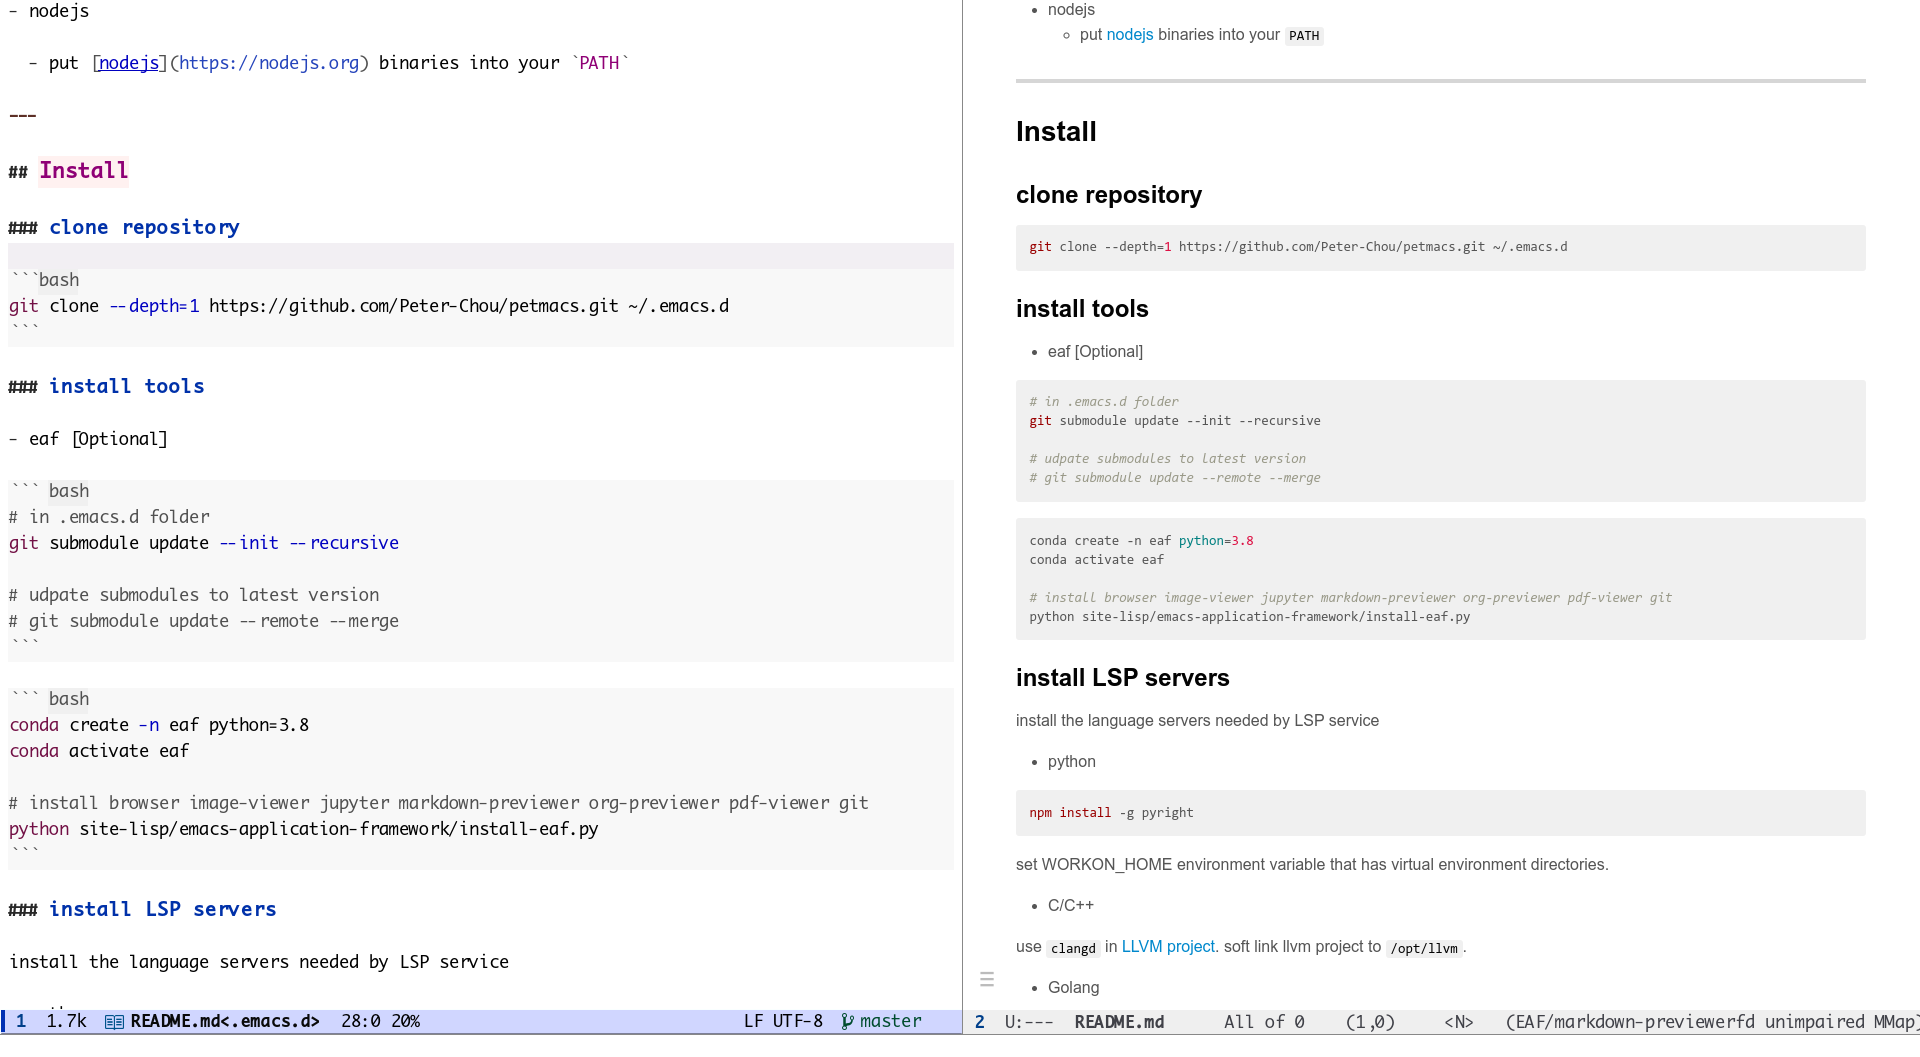 - nodejs
- put [nodejs](https://nodejs.org) binaries into your `PATH`
---
## Install
### clone repository
```bash
git clone --depth=1 https://github.com/Peter-Chou/petmacs.git ~/.emacs.d
```
### install tools
- eaf [Optional]
``` bash
# in .emacs.d folder
git submodule update --init --recursive
# udpate submodules to latest version
# git submodule update --remote --merge
```
``` bash
conda create -n eaf python=3.8
conda activate eaf
# install browser image-viewer jupyter markdown-previewer org-previewer pdf-viewer git
python site-lisp/emacs-application-framework/install-eaf.py
```
### install LSP servers
install the language servers needed by LSP service
1 1.7k README.md<.emacs.d> 28:0 20% LF UTF-8 master
• nodejs
◦ put nodejs binaries into your PATH
Install
clone repository
git clone --depth=1 https://github.com/Peter-Chou/petmacs.git ~/.emacs.d
install tools
• eaf [Optional]
# in .emacs.d folder
git submodule update --init --recursive
# udpate submodules to latest version
# git submodule update --remote --merge
conda create -n eaf python=3.8
conda activate eaf
# install browser image-viewer jupyter markdown-previewer org-previewer pdf-viewer git
python site-lisp/emacs-application-framework/install-eaf.py
install LSP servers
install the language servers needed by LSP service
• python
npm install -g pyright
set WORKON_HOME environment variable that has virtual environment directories.
• C/C++
use clangd in LLVM project. soft link llvm project to /opt/llvm.
• Golang
2 U:--- README.md All of 0 (1,0) <N> (EAF/markdown-previewerfd unimpaired MMap)